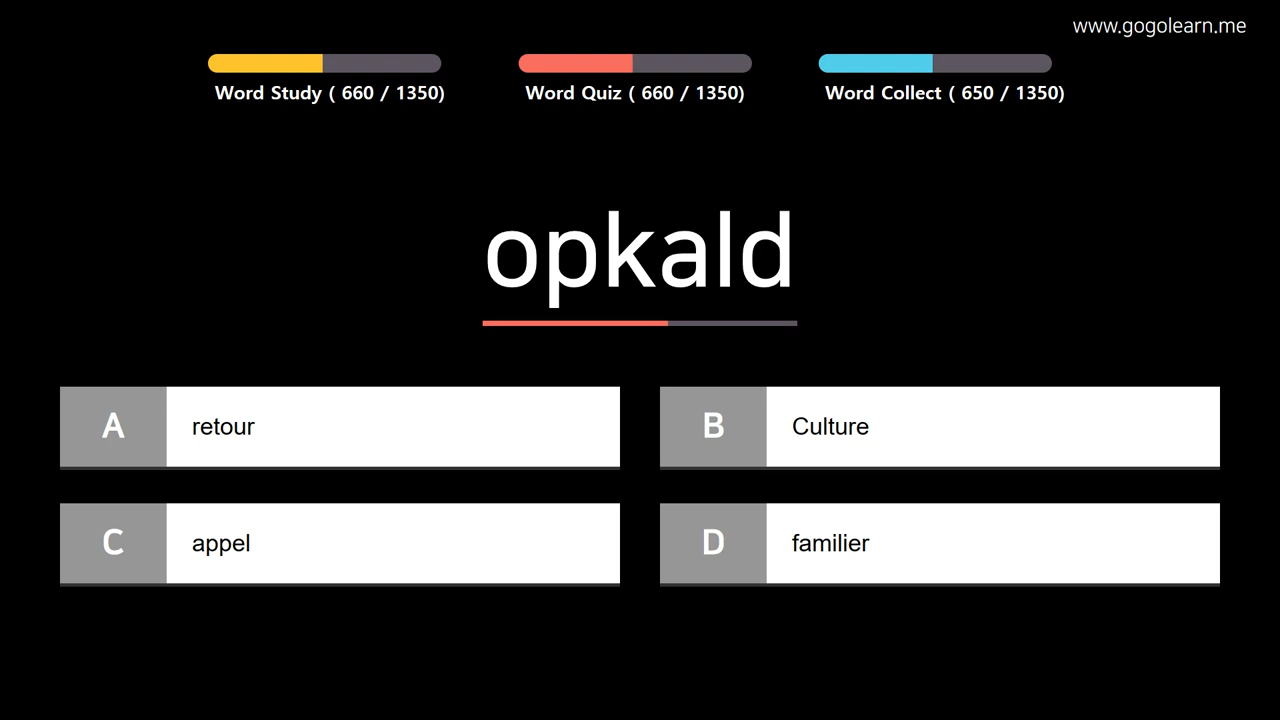 www.gogolearn.me
Word Study ( 660 / 1350)
Word Quiz ( 660 / 1350)
Word Collect ( 650 / 1350)
opkald
A retour
B Culture
C appel
D familier